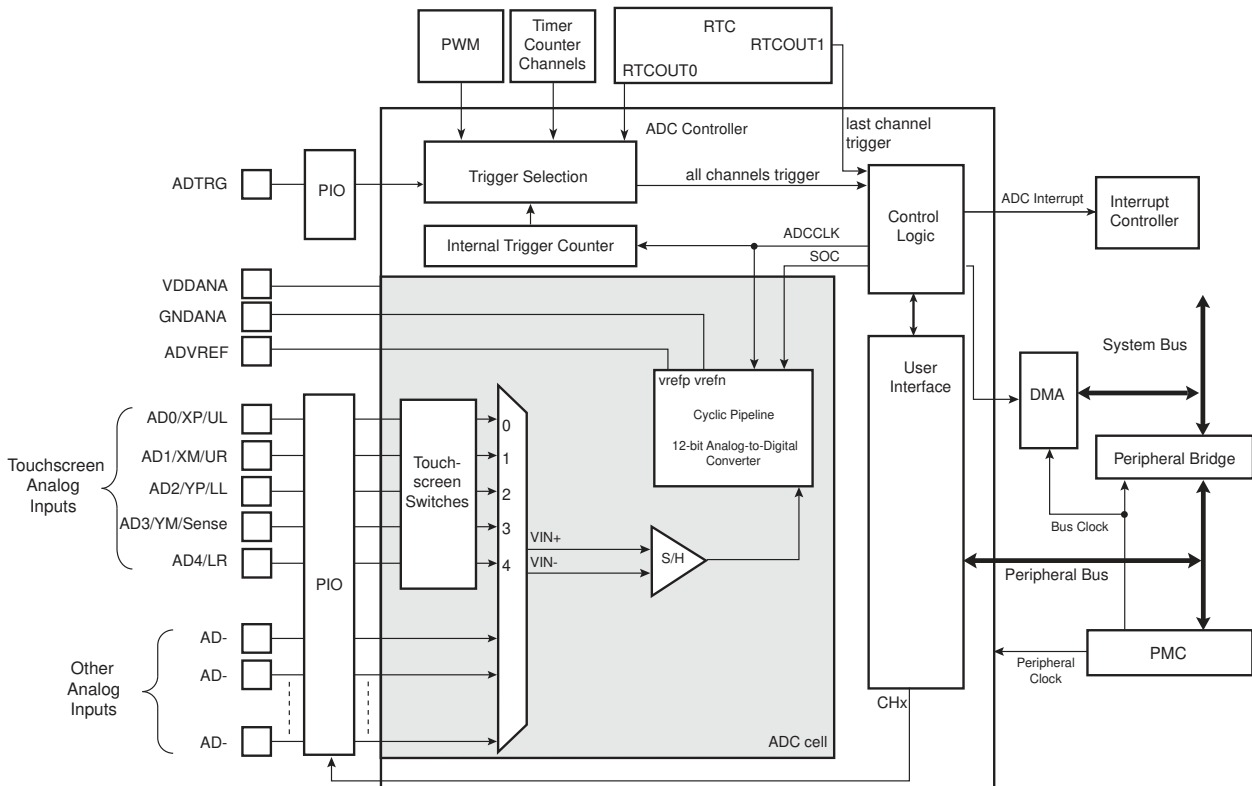 PWM
Timer
Counter
Channels
RTC
RTCOUT1
RTCOUT0
ADC Controller
last channel
trigger
ADTRG
PIO
Trigger Selection
all channels trigger
Control
Logic
ADC Interrupt
Interrupt
Controller
Internal Trigger Counter
ADCCLK
SOC
VDDANA
GNDANA
ADVREF
vrefp vrefn
Cyclic Pipeline
12-bit Analog-to-Digital
Converter
User
Interface
DMA
System Bus
Peripheral Bridge
Bus Clock
Touchscreen
Analog
Inputs
AD0/XP/UL
AD1/XM/UR
AD2/YP/LL
AD3/YM/Sense
AD4/LR
PIO
Touch-
screen
Switches
0
1
2
3
4
VIN+
VIN-
S/H
Peripheral Bus
Other
Analog
Inputs
AD-
AD-
AD-
Peripheral
Clock
PMC
CHx
ADC cell